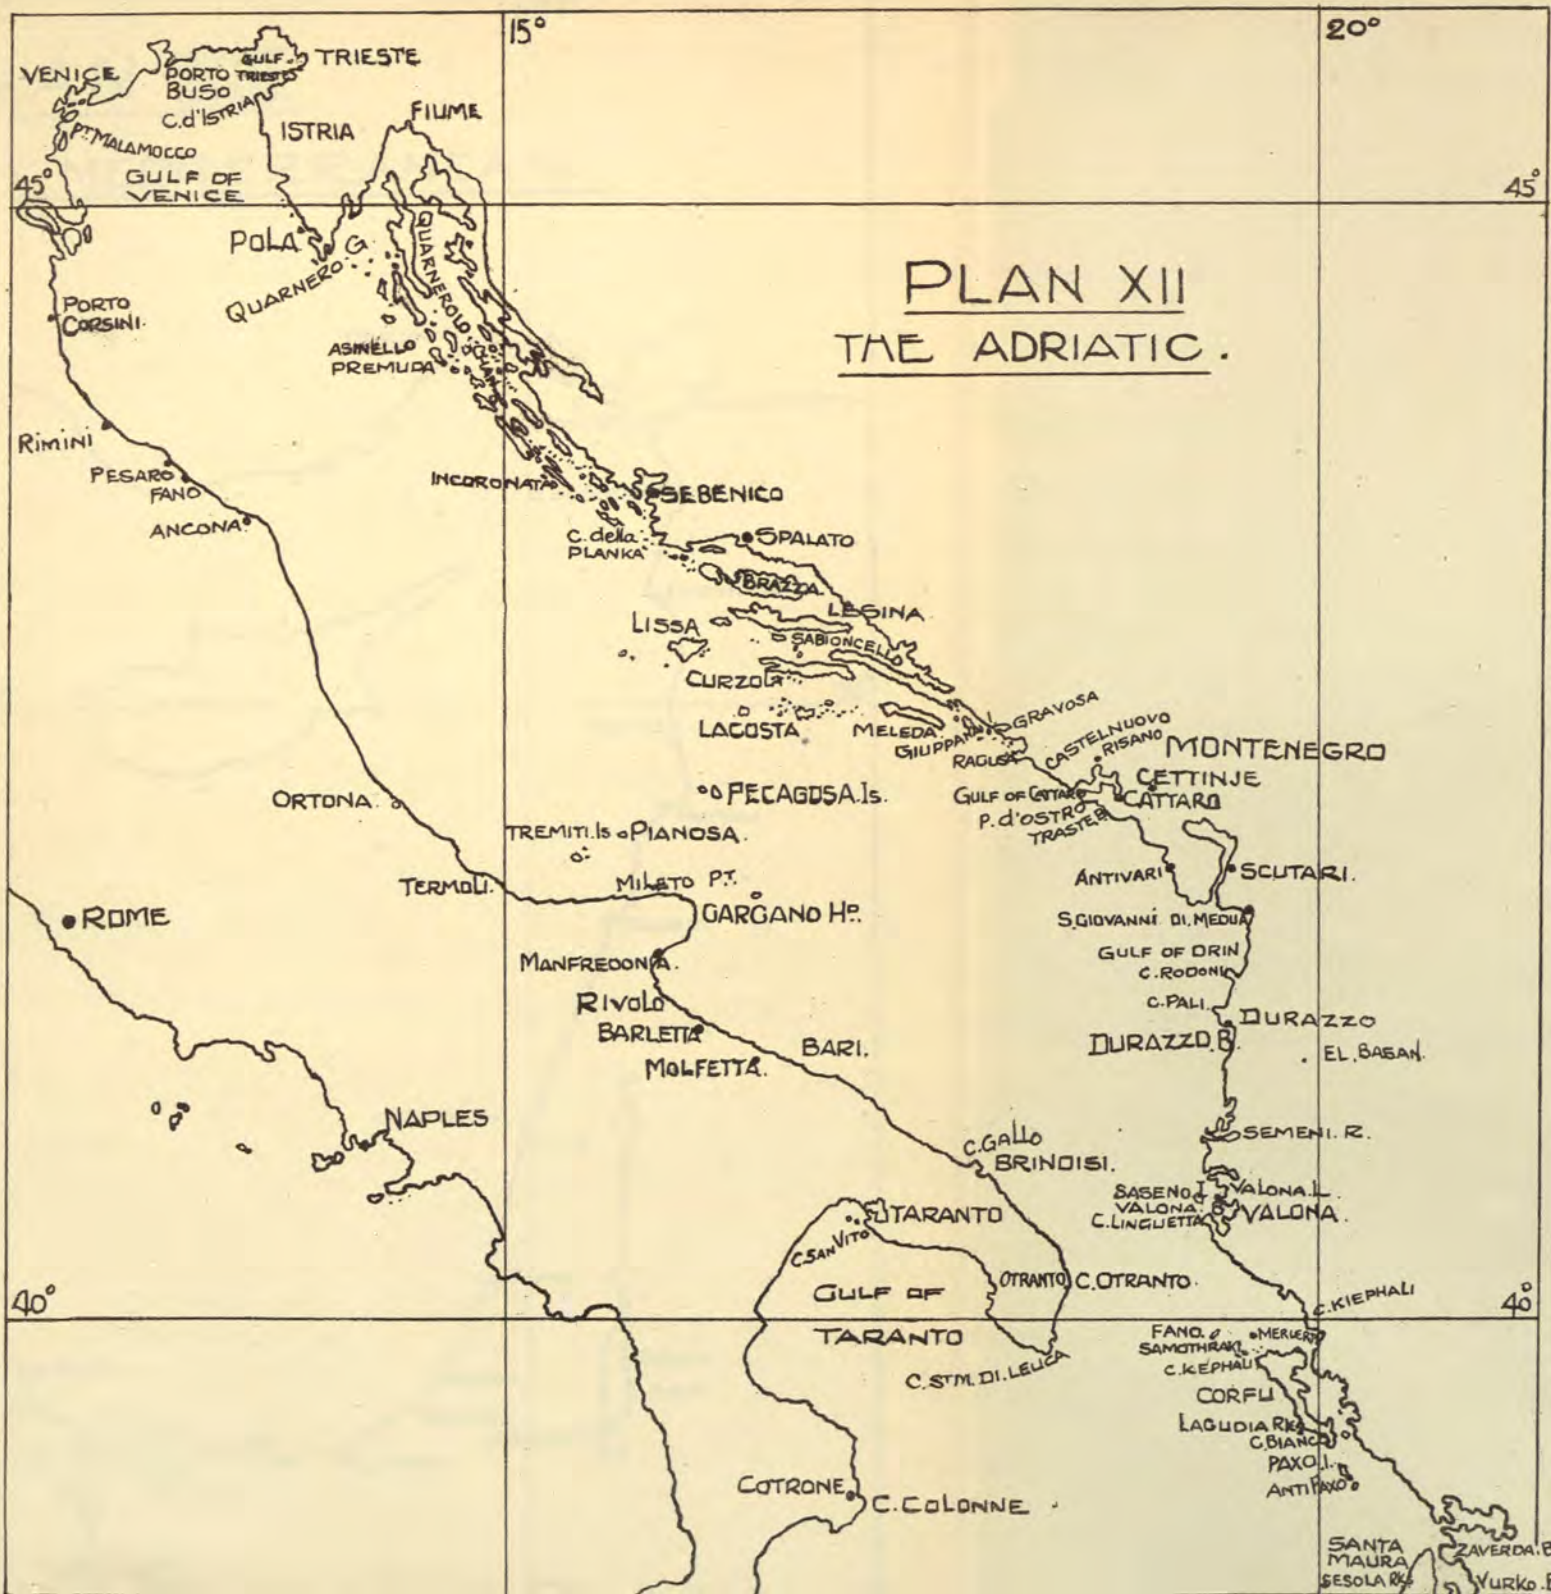 15°
20°
VENICE
PORTO
BUSO
GULF
TRIESTE
TRIESTE
C. d'ISTRIA
ISTRIA
FIUME
PT. MALAMOCCO
GULF OF
VENICE
45°
45°
POLA
QUARNERO. G.
QUARNEROLO CHAN
PLAN XII
THE ADRIATIC.
PORTO
CORSINI.
ASINELLO
PREMUDA
RIMINI
PESARO
FANO
ANCONA
INCORONATA
SEBENICO
C. della
PLANKA
SPALATO
BRAZZA.
LESINA
LISSA
SABIONCELLO
CURZOLA
LAGOSTA
MELEDA
GIUPPANA
GRAVOSA
RAGUSA
CASTELNUOVO
RISANO
MONTENEGRO
CETTINJE
GULF OF CATTARO
CATTARO
P. d'OSTRO
TRASTE B.
ORTONA.
PELAGOSA. Is.
TREMITI. Is
PIANOSA.
TERMOLI.
MILETO PT.
GARGANO HD.
ANTIVARI
SCUTARI.
S. GIOVANNI DI. MEDUA
ROME
MANFREDONIA.
GULF OF DRIN
C. RODONI
C. PALI.
RIVOLO
BARLETTA
MOLFETTA.
BARI.
DURAZZO
DURAZZO. B.
EL. BASAN.
NAPLES
C. GALLO
BRINDISI.
SEMENI. R.
SASENO I.
VALONA. L.
VALONA. B.
VALONA.
C. LINGUETTA
TARANTO
C. SAN VITO
OTRANTO
C. OTRANTO.
GULF OF
TARANTO
40°
40°
C. KIEPHALI
FANO.
MERLERA
SAMOTHRAKI
C. KEPHALI
C. ST M. DI. LEUCA
CORFU
LAGUDIA RKS
C. BIANCO
PAXO. I.
ANTI PAXO
COTRONE
C. COLONNE
SANTA
MAURA
SESOLA RKS
ZAVERDA. B
VURKO. B